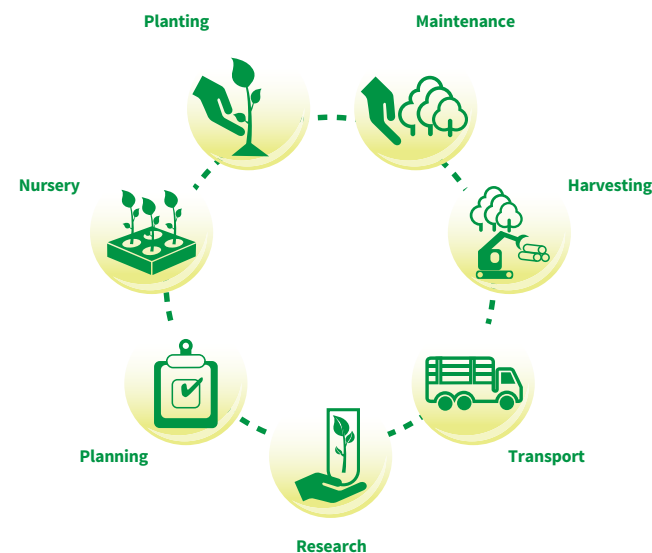 Planting
Maintenance
Nursery
Harvesting
Planning
Transport
Research